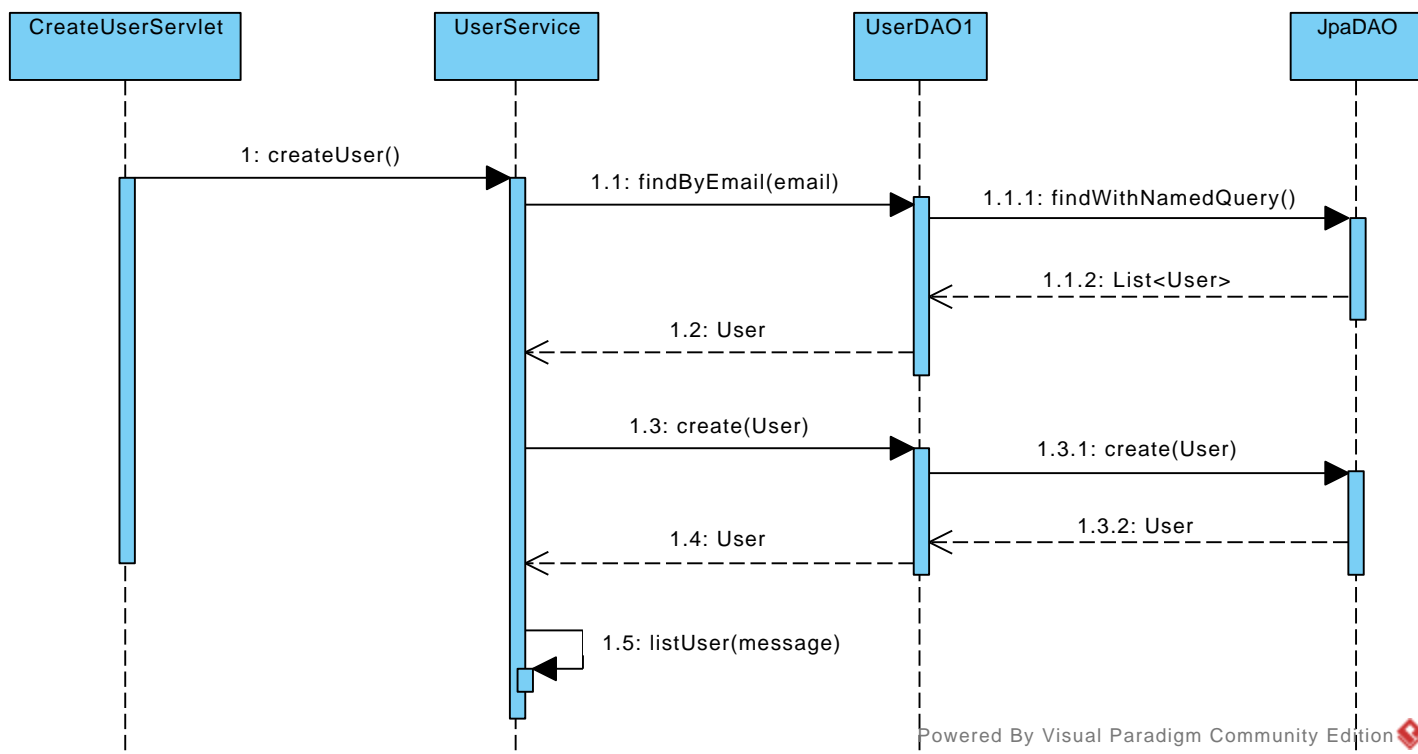 CreateUserServlet
UserService
UserDAO1
JpaDAO
1: createUser()
1.1: findByEmail(email)
1.1.1: findWithNamedQuery()
1.1.2: List<User>
1.2: User
1.3: create(User)
1.3.1: create(User)
1.3.2: User
1.4: User
1.5: listUser(message)
Powered By Visual Paradigm Community Edition